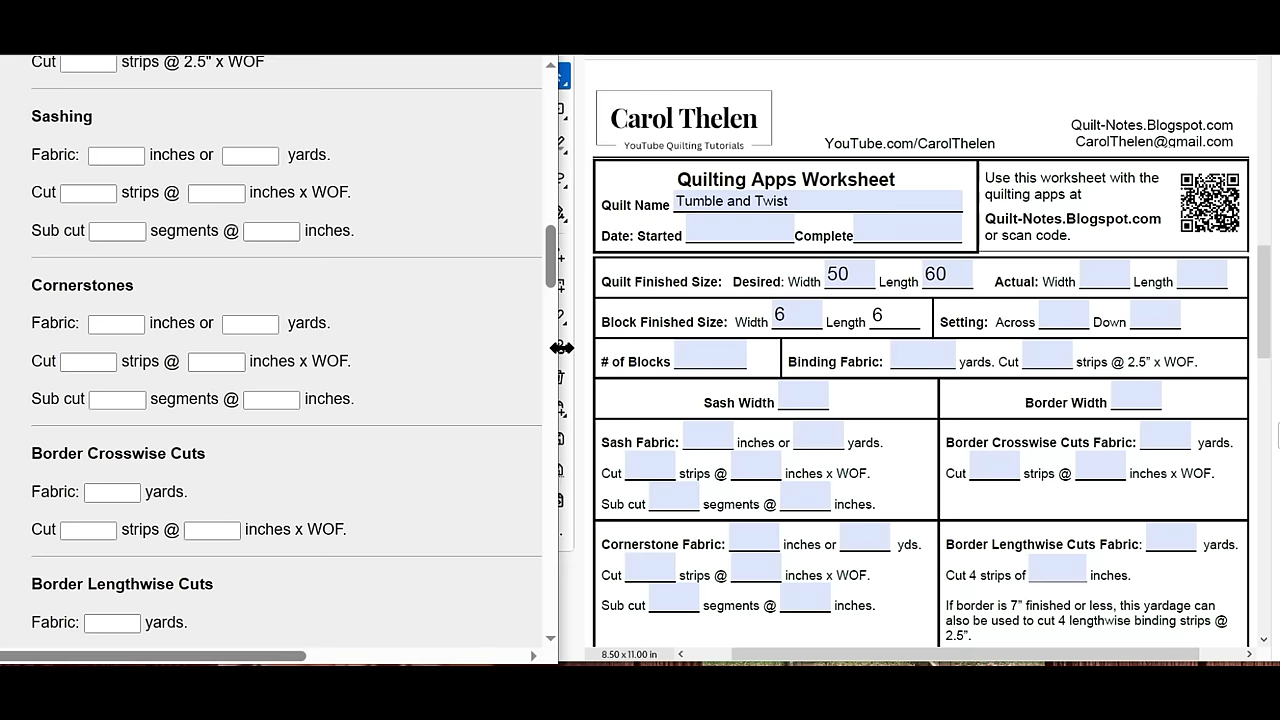 Cut strips @ 2.5" x WOF
Sashing
Fabric: inches or yards.
Cut strips @ inches x WOF.
Sub cut segments @ inches.
Cornerstones
Fabric: inches or yards.
Cut strips @ inches x WOF.
Sub cut segments @ inches.
Border Crosswise Cuts
Fabric: yards.
Cut strips @ inches x WOF.
Border Lengthwise Cuts
Fabric: yards.
Carol Thelen
YouTube Quilting Tutorials
YouTube.com/CarolThelen
Quilt-Notes.Blogspot.com
CarolThelen@gmail.com
Quilting Apps Worksheet
Quilt Name Tumble and Twist
Date: Started Complete
Use this worksheet with the
quilting apps at
Quilt-Notes.Blogspot.com
or scan code.
Quilt Finished Size: Desired: Width 50 Length 60 Actual: Width Length
Block Finished Size: Width 6 Length 6 Setting: Across Down
# of Blocks Binding Fabric: yards. Cut strips @ 2.5” x WOF.
Sash Width Border Width
Sash Fabric: inches or yards.
Cut strips @ inches x WOF.
Sub cut segments @ inches.
Border Crosswise Cuts Fabric: yards.
Cut strips @ inches x WOF.
Cornerstone Fabric: inches or yds.
Cut strips @ inches x WOF.
Sub cut segments @ inches.
Border Lengthwise Cuts Fabric: yards.
Cut 4 strips of inches.
If border is 7” finished or less, this yardage can
also be used to cut 4 lengthwise binding strips @
2.5”.
8.50 x 11.00 in